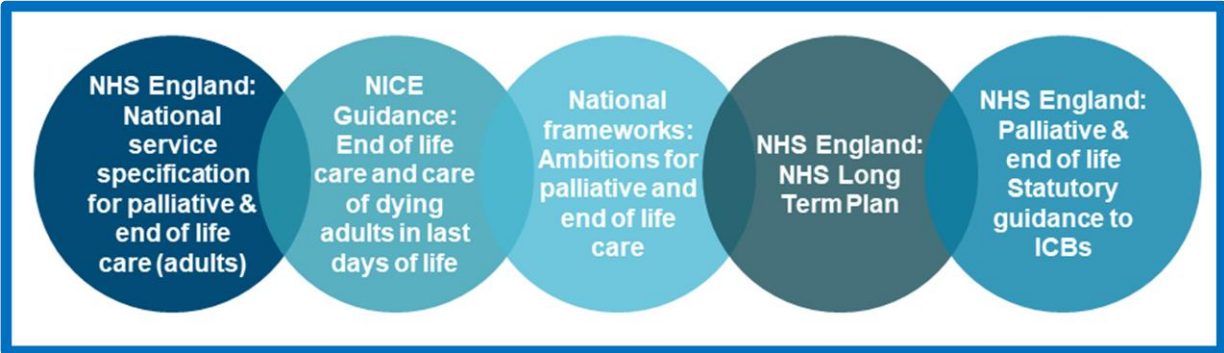 NHS England:
National
service
specification
for palliative &
end of life
care (adults)
NICE
Guidance:
End of life
care and care
of dying
adults in last
days of life
National
frameworks:
Ambitions for
palliative and
end of life
care
NHS England:
NHS Long
Term Plan
NHS England:
Palliative &
end of life
Statutory
guidance to
ICBs